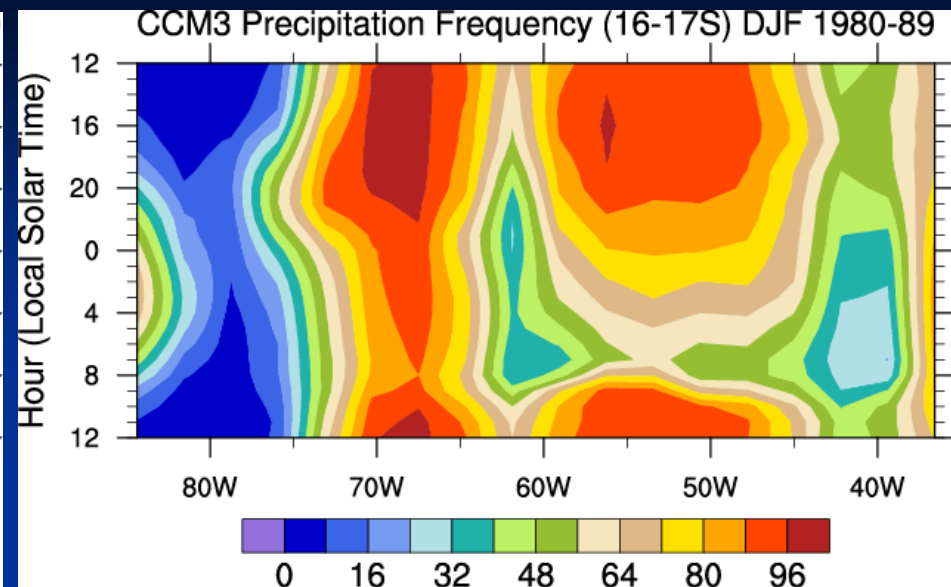 CCM3 Precipitation Frequency (16-17S) DJF 1980-89
Hour (Local Solar Time)
12
16
20
0
4
8
12
80W 70W 60W 50W 40W
0 16 32 48 64 80 96